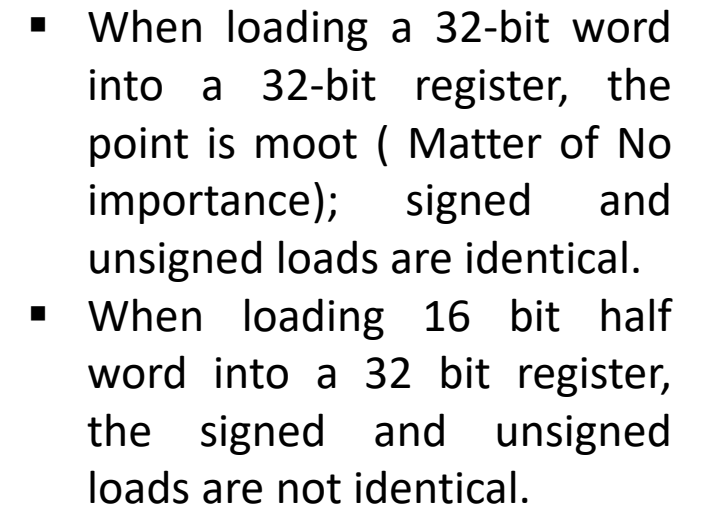 ▪ When loading a 32-bit word
into a 32-bit register, the
point is moot ( Matter of No
importance); signed and
unsigned loads are identical.
▪ When loading 16 bit half
word into a 32 bit register,
the signed and unsigned
loads are not identical.